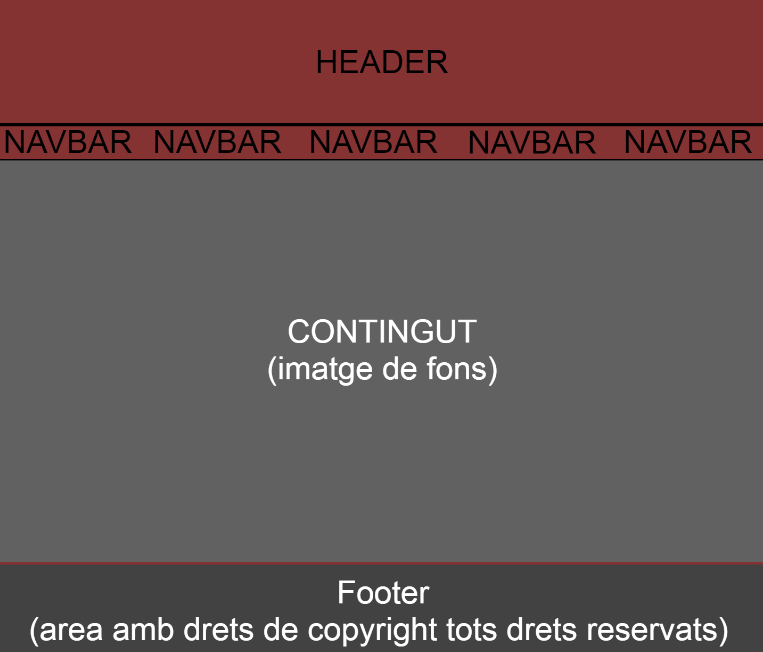 HEADER
NAVBAR NAVBAR NAVBAR NAVBAR NAVBAR
CONTINGUT
(imatge de fons)
Footer
(area amb drets de copyright tots drets reservats)